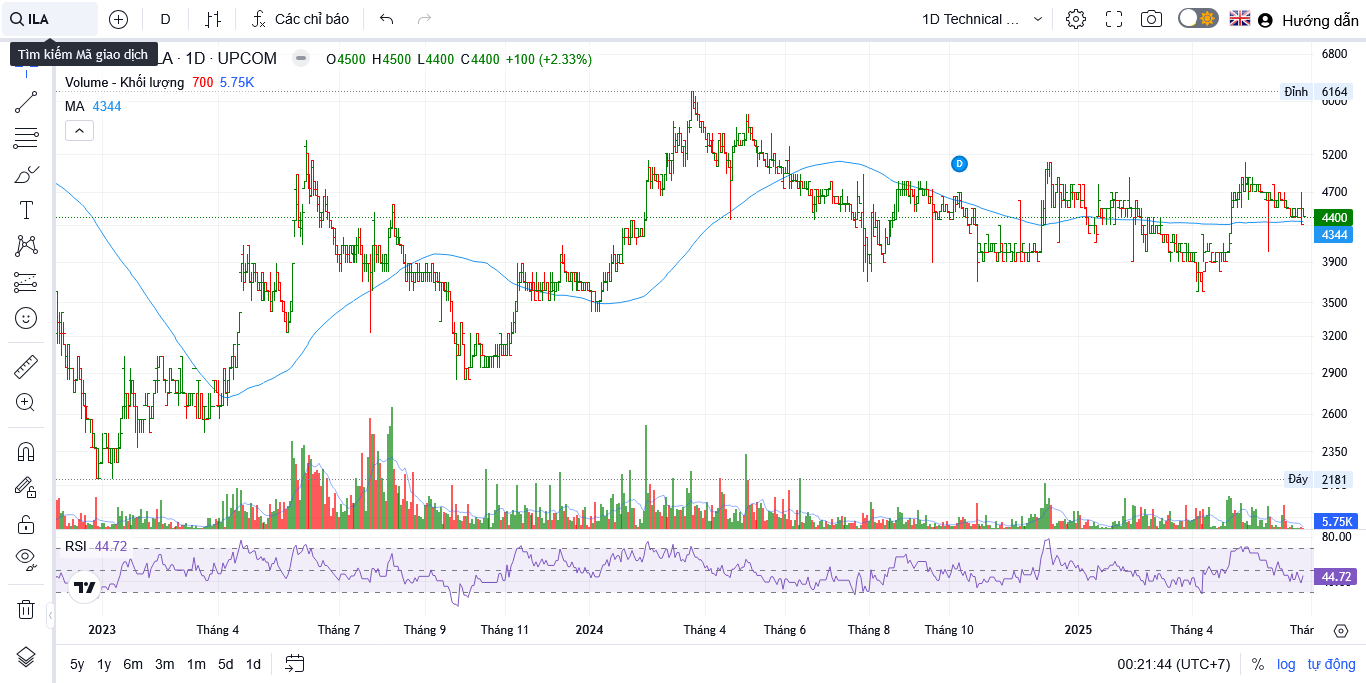 ILA D Các chỉ báo 1D Technical ... Hướng dẫn
Tìm kiếm Mã giao dịch
LA · 1D · UPCOM O4500 H4500 L4400 C4400 +100 (+2.33%)
Volume - Khối lượng 700 5.75K
MA 4344
6800
Đỉnh 6164
6000
5200
4700
4400
4344
3900
3500
3200
2900
2600
2350
Đáy 2181
5.75K
RSI 44.72
80.00
44.72
D
2023 Tháng 4 Tháng 7 Tháng 9 Tháng 11 2024 Tháng 4 Tháng 6 Tháng 8 Tháng 10 2025 Tháng 4 Thár
5y 1y 6m 3m 1m 5d 1d 00:21:44 (UTC+7) % log tự động